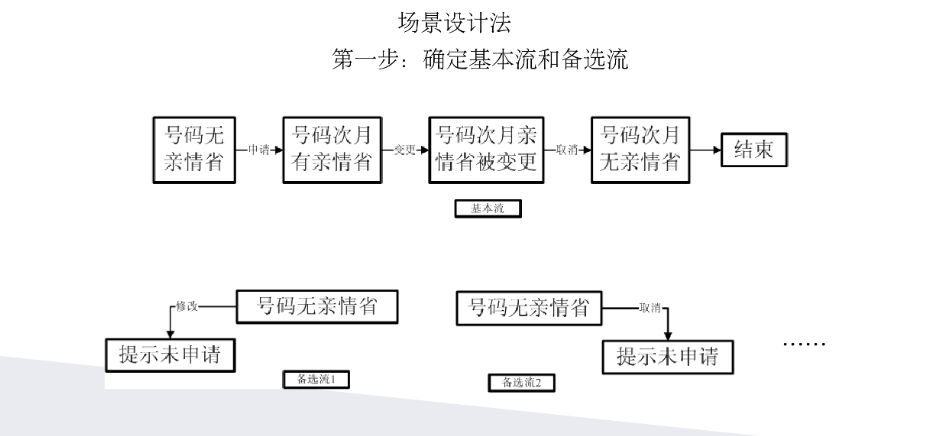 场景设计法
第一步：确定基本流和备选流
号码无
亲情省
申请
号码次月
有亲情省
变更
号码次月亲
情省被变更
取消
号码次月
无亲情省
结束
基本流
修改
号码无亲情省
提示未申请
备选流1
号码无亲情省
取消
提示未申请
备选流2
……